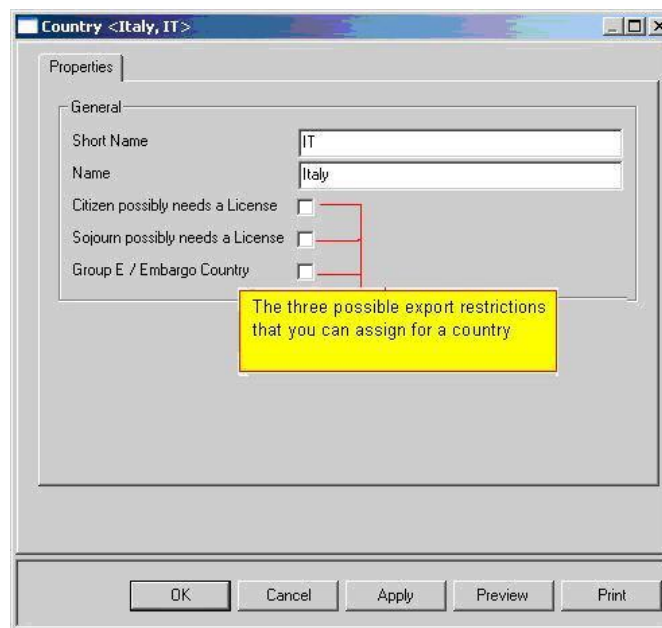 Country <Italy, IT>
Properties
General
Short Name
IT
Name
Italy
Citizen possibly needs a License
Sojourn possibly needs a License
Group E / Embargo Country
The three possible export restrictions
that you can assign for a country
OK
Cancel
Apply
Preview
Print